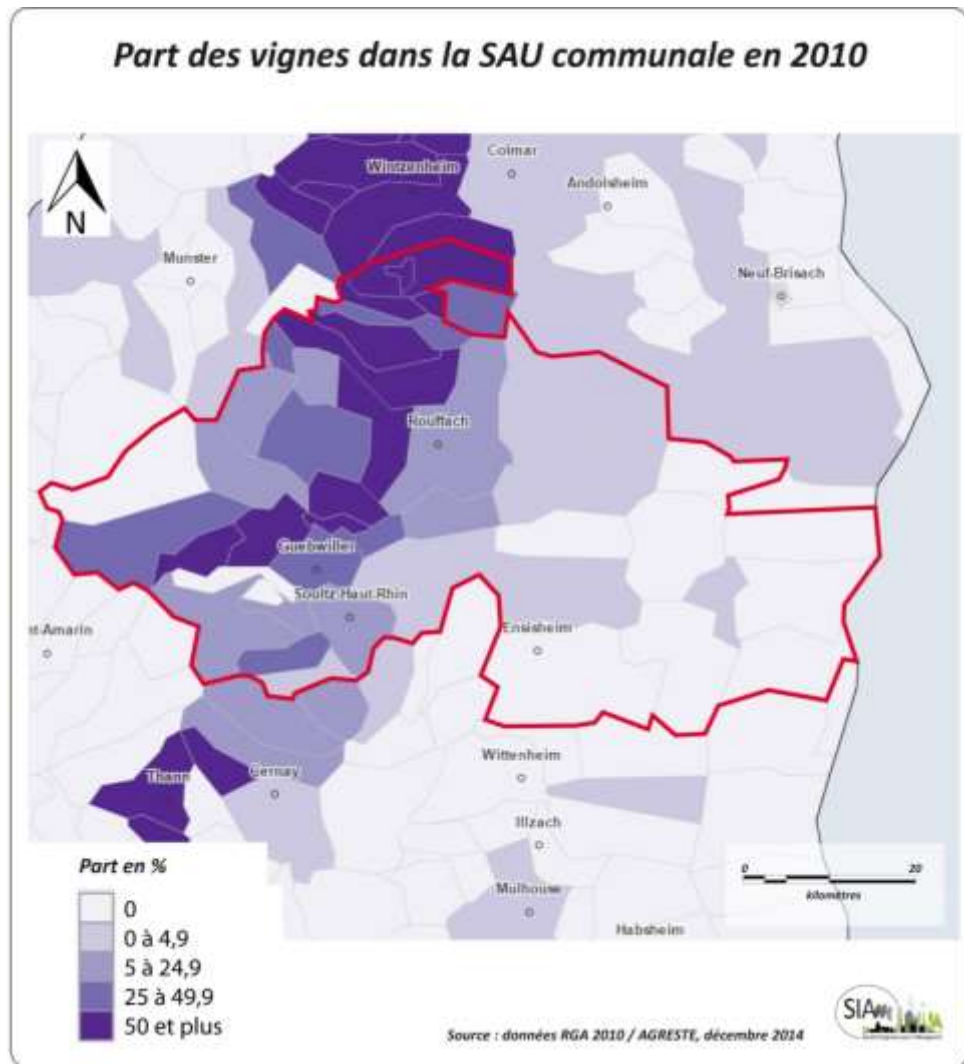 Part des vignes dans la SAU communale en 2010
Wintzenheim
Colmar
Andolsheim
N
Munster
Neuf-Brisach
Rouffach
Guebwiller
Soultz-Haut-Rhin
nt-Amarin
Ensisheim
Wittenheim
Thann
Cernay
Illzach
Mulhouse
Habsheim
0 20
kilomètres
Part en %
0
0 à 4,9
5 à 24,9
25 à 49,9
50 et plus
Source : données RGA 2010 / AGRESTE, décembre 2014